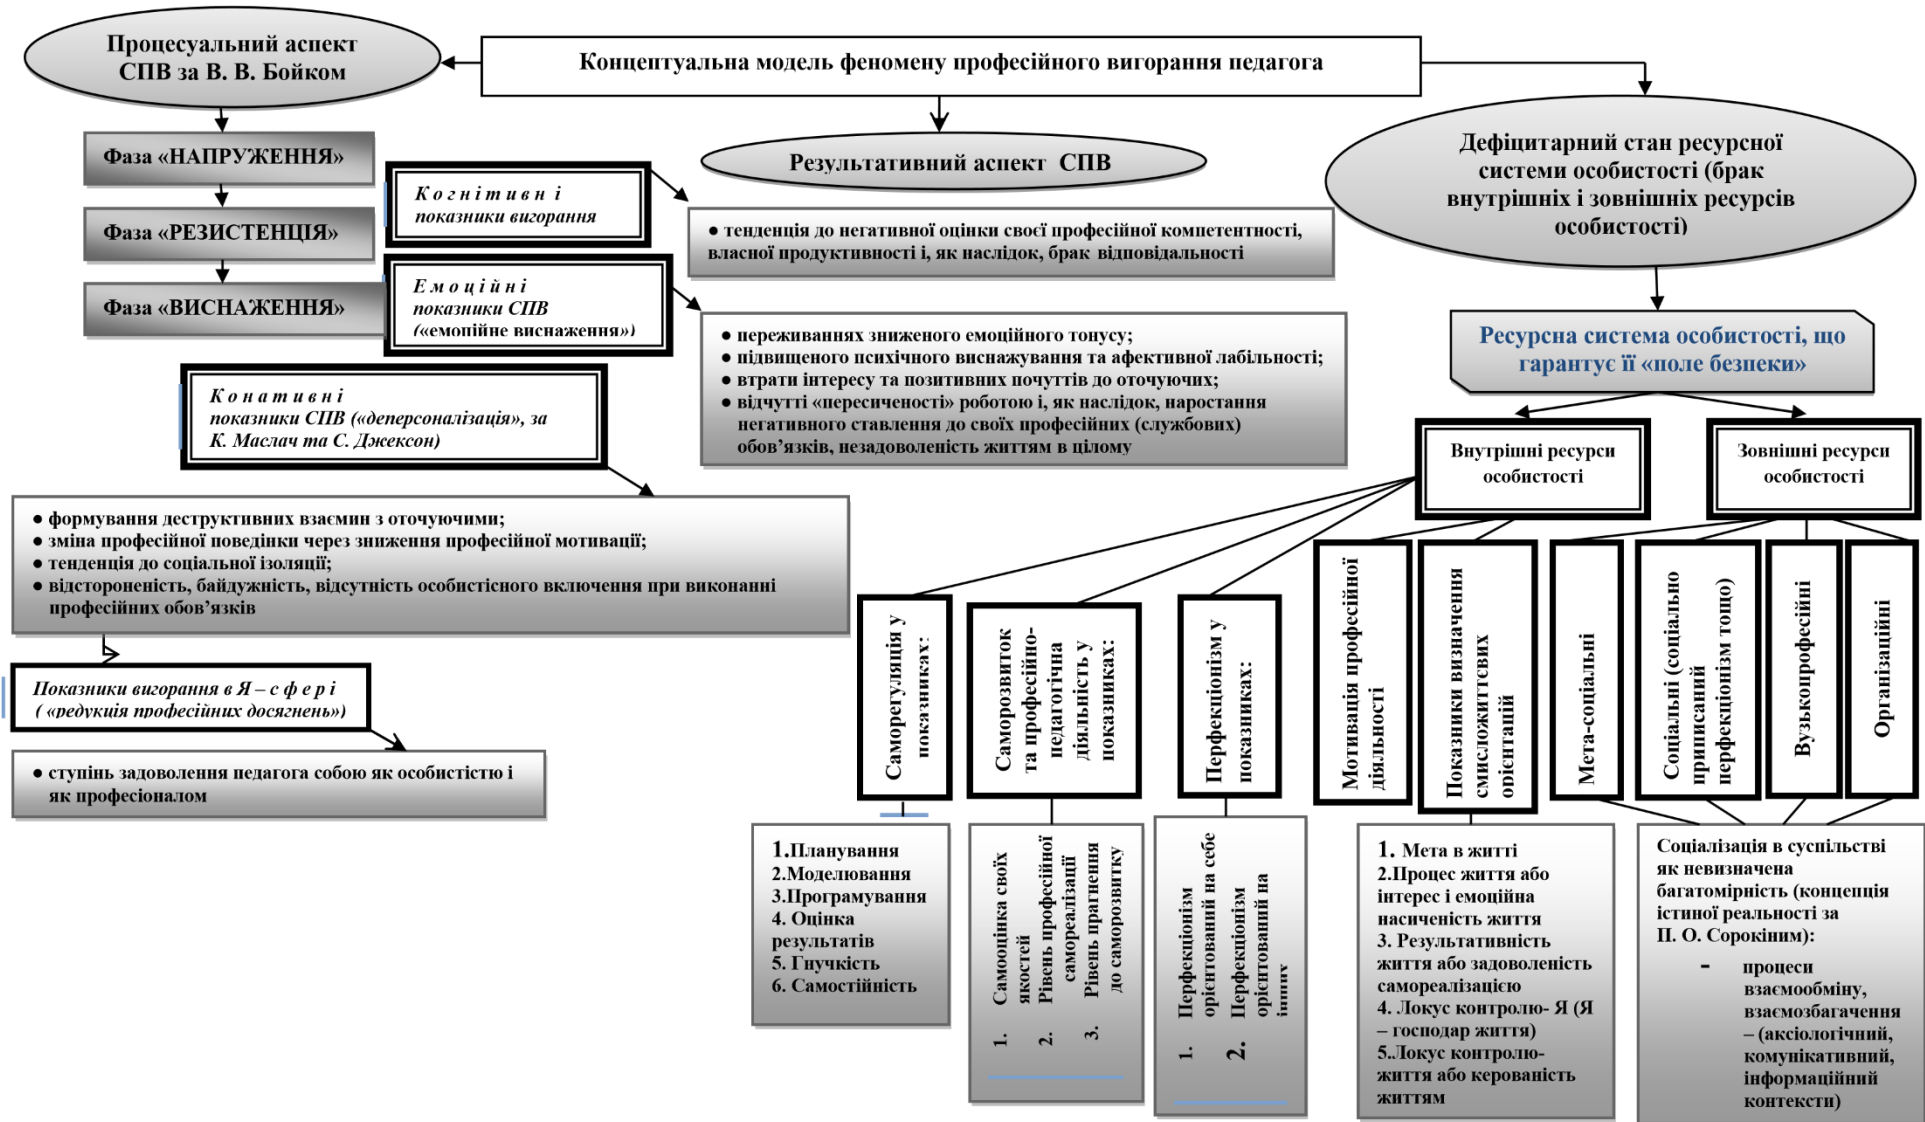 Процесуальний аспект
СПВ за В. В. Бойком
Концептуальна модель феномену професійного вигорання педагога
Результативний аспект СПВ
Дефіцитарний стан ресурсної
системи особистості (брак
внутрішніх і зовнішніх ресурсів
особистості)
Фаза «НАПРУЖЕННЯ»
Фаза «РЕЗИСТЕНЦІЯ»
Фаза «ВИСНАЖЕННЯ»
К о г н і т и в н і
показники вигорання
● тенденція до негативної оцінки своєї професійної компетентності,
власної продуктивності і, як наслідок, брак відповідальності
Е м о ц і й н і
показники СПВ
(«емоційне виснаження»)
● переживаннях зниженого емоційного тонусу;
● підвищеного психічного виснажування та афективної лабільності;
● втрати інтересу та позитивних почуттів до оточуючих;
● відчутті «пересиченості» роботою і, як наслідок, наростання
негативного ставлення до своїх професійних (службових)
обов’язків, незадоволеність життям в цілому
К о н а т и в н і
показники СПВ («деперсоналізація», за
К. Маслач та С. Джексон)
● формування деструктивних взаємин з оточуючими;
● зміна професійної поведінки через зниження професійної мотивації;
● тенденція до соціальної ізоляції;
● відстороненість, байдужність, відсутність особистісного включення при виконанні
професійних обов’язків
Показники вигорання в Я – с ф е р і
( «редукція професійних досягнень»)
● ступінь задоволення педагога собою як особистістю і
як професіоналом
Ресурсна система особистості, що
гарантує її «поле безпеки»
Внутрішні ресурси
особистості
Зовнішні ресурси
особистості
Саморегуляція у
показниках:
Саморозвиток
та професійно-
педагогічна
діяльність у
показниках:
Перфекціонізм у
показниках:
Мотивація професійної
діяльності
Показники визначення
смисложиттєвих
орієнтацій
Мета-соціальні
Соціальні (соціально
приписаний
перфекціонізм тощо)
Вузькопрофесійні
Організаційні
1.Планування
2.Моделювання
3.Програмування
4. Оцінка
результатів
5. Гнучкість
6. Самостійність
1. Самооцінка своїх
якостей
2. Рівень професійної
самореалізації
3. Рівень прагнення
до саморозвитку
1. Перфекціонізм
орієнтований на себе
2. Перфекціонізм
орієнтований на
інших
1. Мета в житті
2.Процес життя або
інтерес і емоційна
насиченість життя
3. Результативність
життя або задоволеність
самореалізацією
4. Локус контролю- Я (Я
– господар життя)
5.Локус контролю-
життя або керованість
життям
Соціалізація в суспільстві
як невизначена
багатомірність (концепція
істиної реальності за
П. О. Сорокіним):
- процеси
взаємообміну,
взаємозбагачення
– (аксіологічний,
комунікативний,
інформаційний
контексти)